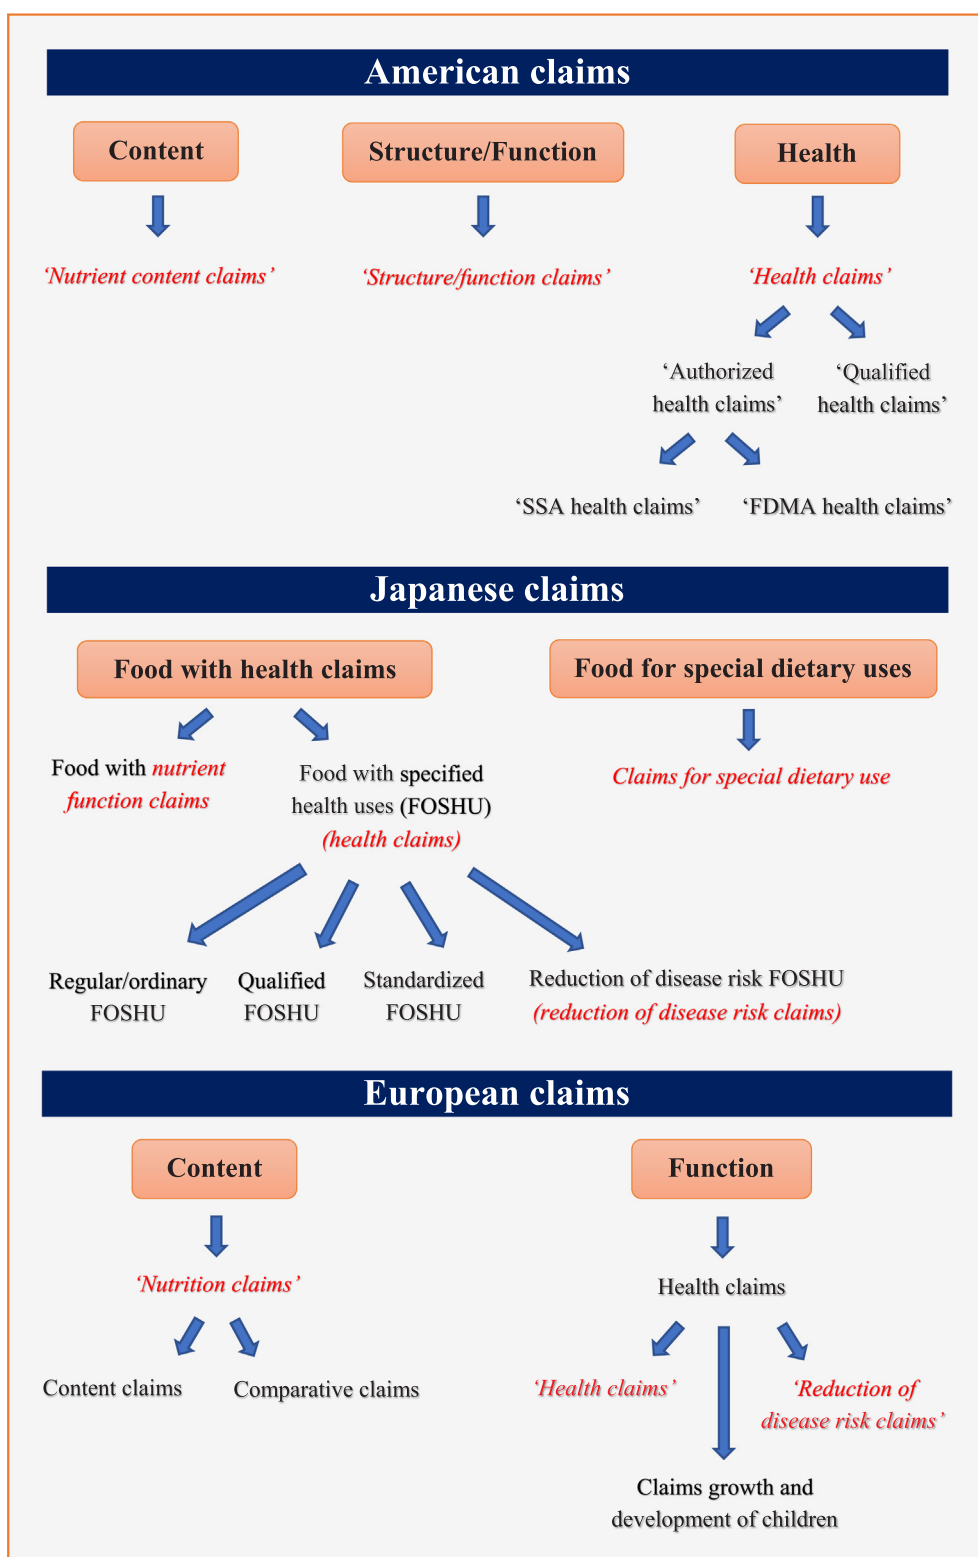 American claims
Content
Structure/Function
Health
‘Nutrient content claims’
‘Structure/function claims’
‘Health claims’
‘Authorized
health claims’
‘Qualified
health claims’
‘SSA health claims’
‘FDMA health claims’
Japanese claims
Food with health claims
Food for special dietary uses
Food with nutrient
function claims
Food with specified
health uses (FOSHU)
(health claims)
Claims for special dietary use
Regular/ordinary
FOSHU
Qualified
FOSHU
Standardized
FOSHU
Reduction of disease risk FOSHU
(reduction of disease risk claims)
European claims
Content
Function
‘Nutrition claims’
Health claims
Content claims
Comparative claims
‘Health claims’
‘Reduction of
disease risk claims’
Claims growth and
development of children